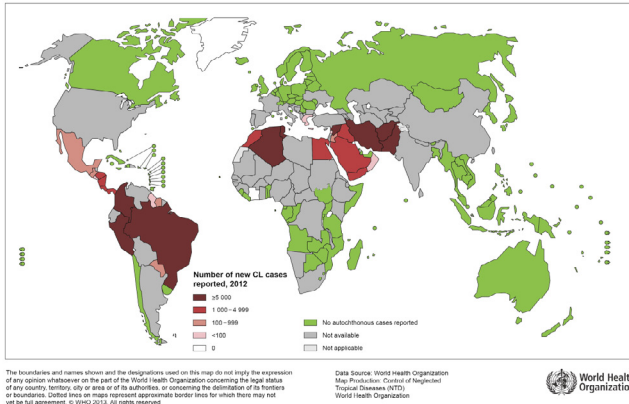 Number of new CL cases
reported, 2012
≥5 000
1 000–4 999
100–999
<100
0
No autochthonous cases reported
Not available
Not applicable
The boundaries and names shown and the designations used on this map do not imply the expression
of any opinion whatsoever on the part of the World Health Organization concerning the legal status
of any country, territory, city or area or of its authorities, or concerning the delimitation of its frontiers
or boundaries. Dotted lines on maps represent approximate border lines for which there may not
yet be full agreement. © WHO 2013. All rights reserved
Data Source: World Health Organization
Map Production: Control of Neglected
Tropical Diseases (NTD)
World Health Organization
World Health
Organization